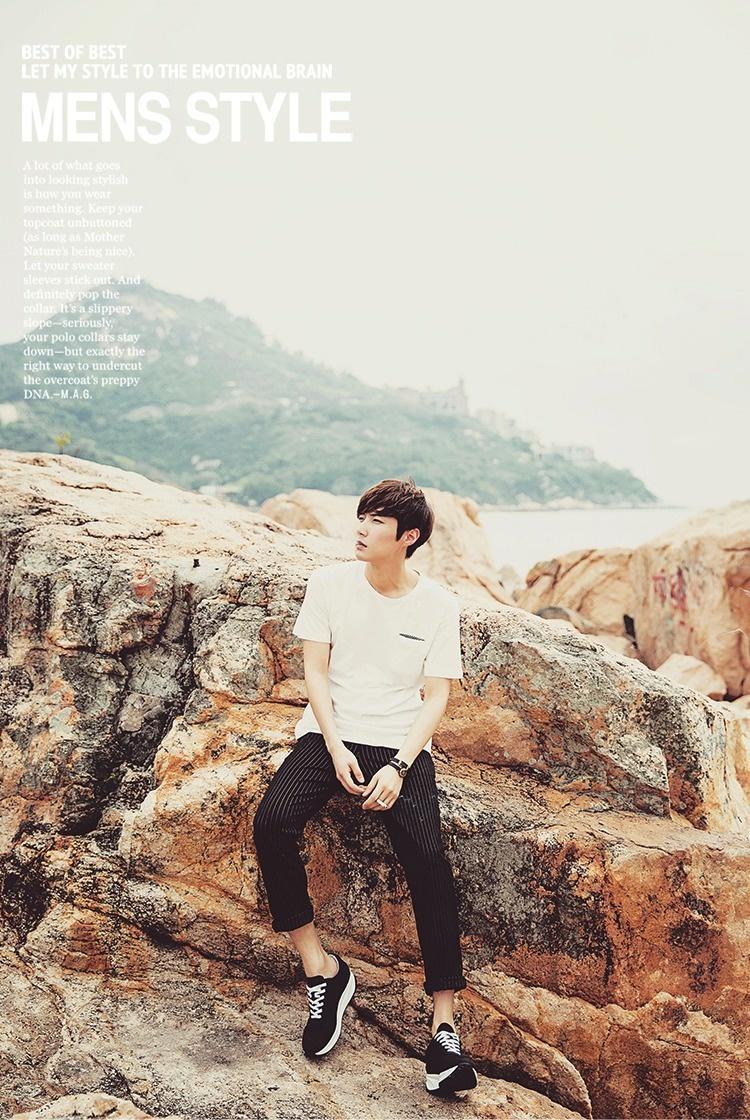 BEST OF BEST
LET MY STYLE TO THE EMOTIONAL BRAIN
MENS STYLE
A lot of what goes
into looking stylish
is how you wear
something. Keep your
topcoat unbuttoned
(as long as Mother
Nature's being nice).
Let your sweater
sleeves stick out. And
definitely pop the
collar. It's a slippery
slope—seriously,
your polo collars stay
down—but exactly the
right way to undercut
the overcoat's preppy
DNA.—M.A.G.